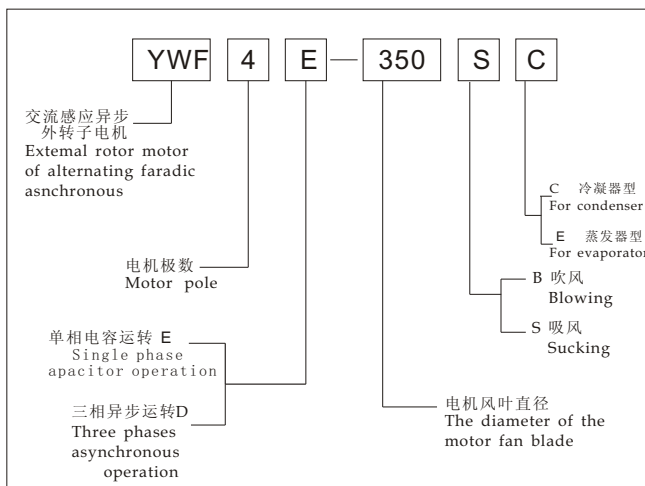 YWF 4 E — 350 S C
交流感应异步
外转子电机
Extemal rotor motor
of alternating faradic
asnchronous
C 冷凝器型
For condenser
E 蒸发器型
For evaporator
电机极数
Motor pole
B 吹风
Blowing
S 吸风
Sucking
单相电容运转 E
Single phase
apacitor operation
三相异步运转D
Three phases
asynchronous
operation
电机风叶直径
The diameter of the
motor fan blade